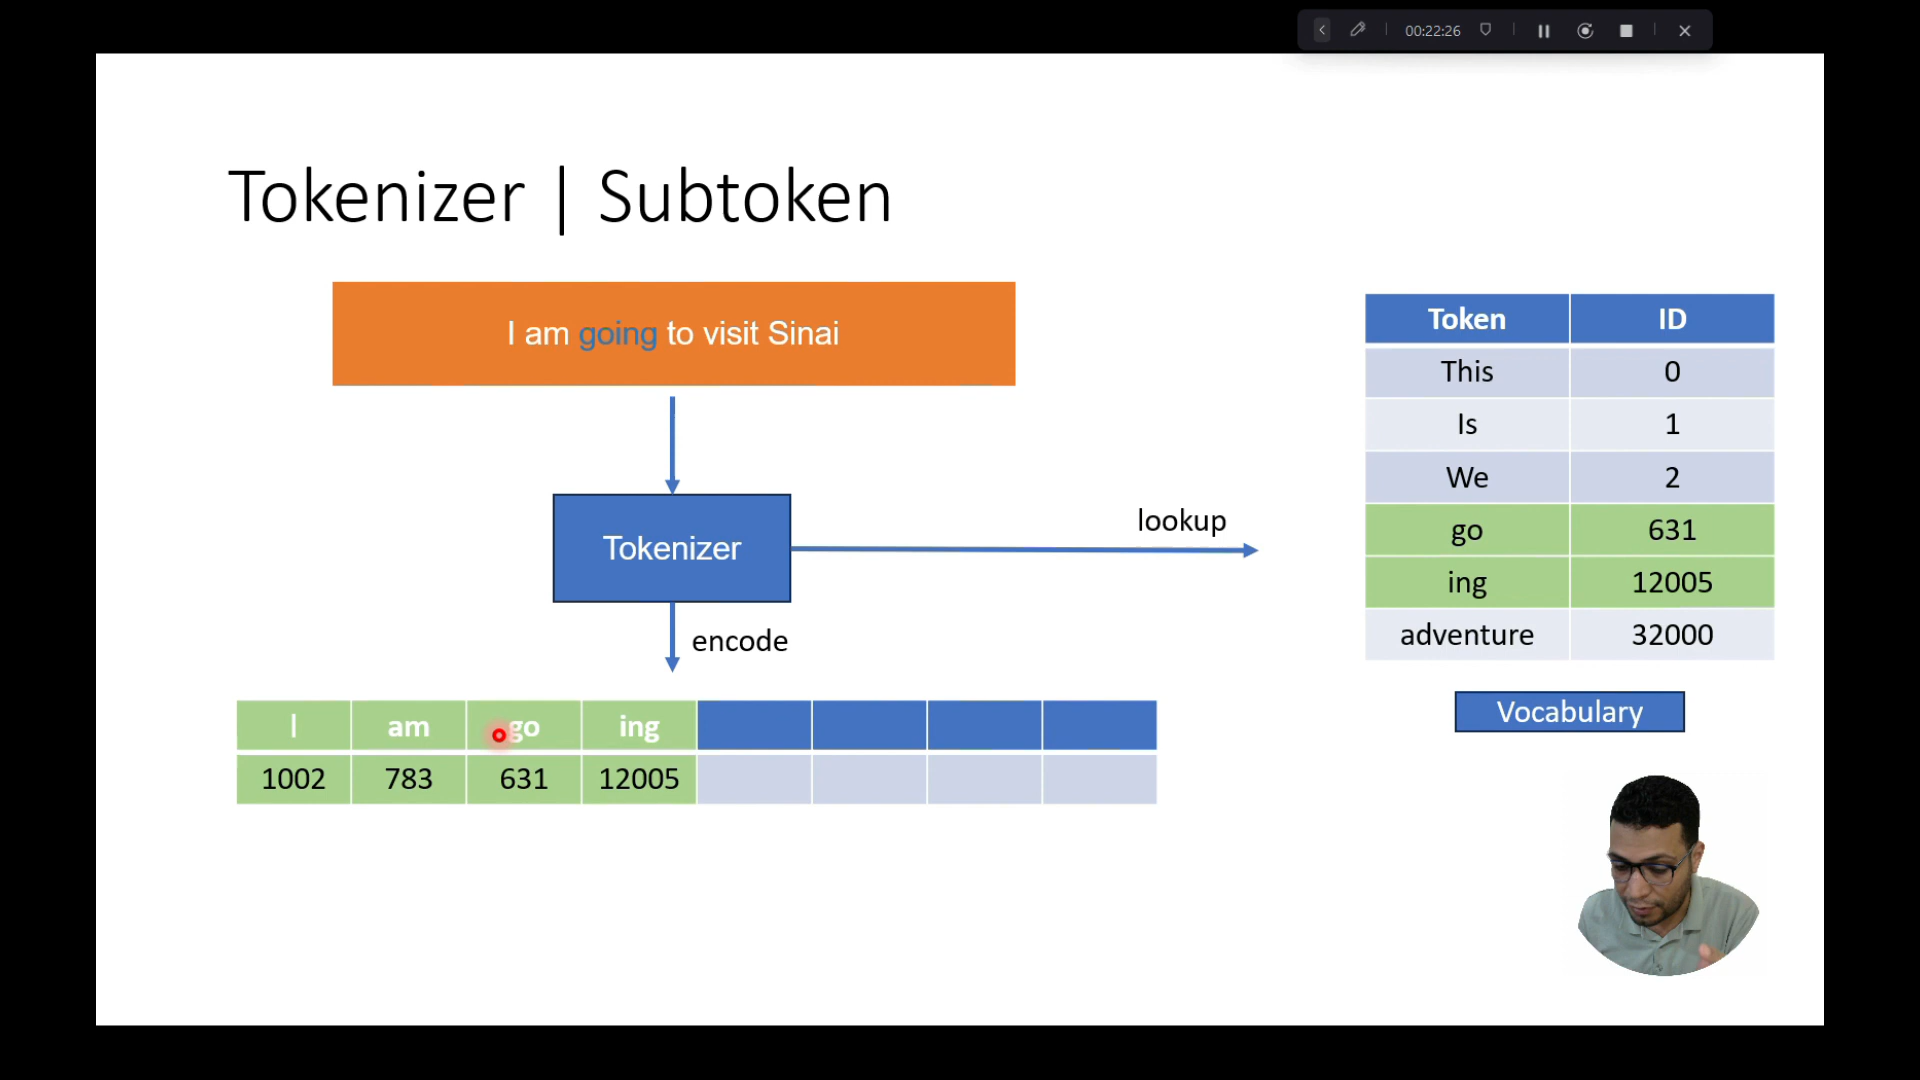 00:22:26
Tokenizer | Subtoken
I am going to visit Sinai
Tokenizer
lookup
encode
I am go ing
1002 783 631 12005
Token ID
This 0
Is 1
We 2
go 631
ing 12005
adventure 32000
Vocabulary